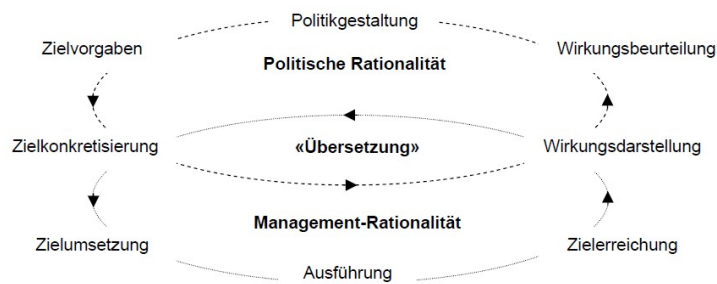 Politikgestaltung
Zielvorgaben
Wirkungsbeurteilung
Politische Rationalität
Zielkonkretisierung
«Übersetzung»
Wirkungsdarstellung
Management-Rationalität
Zielumsetzung
Zielerreichung
Ausführung